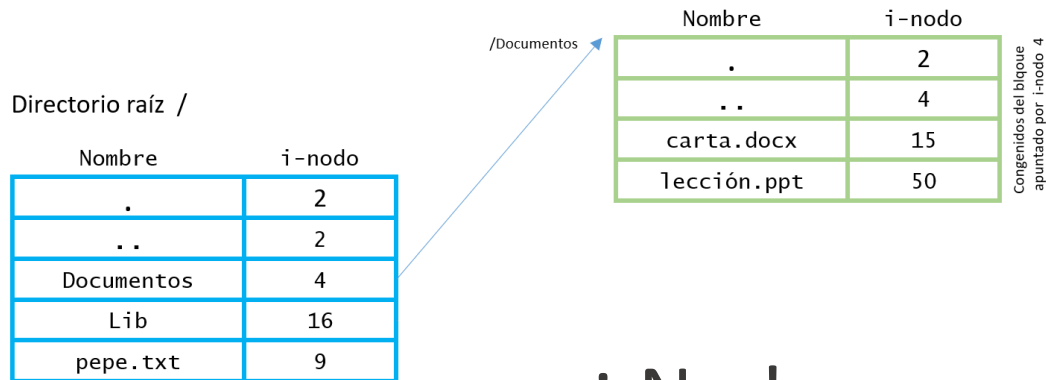 Directorio raíz /
Nombre i-nodo
. 2
.. 2
Documentos 4
Lib 16
pepe.txt 9
/Documentos
Nombre i-nodo
. 2
.. 4
carta.docx 15
lección.ppt 50
Congenidos del blqoue
apuntado por i-nodo 4